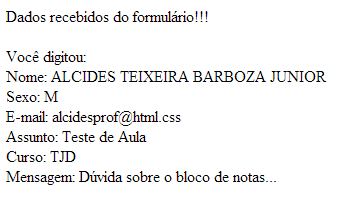 Dados recebidos do formulário!!!
Você digitou:
Nome: ALCIDES TEIXEIRA BARBOZA JUNIOR
Sexo: M
E-mail: alcidesprof@html.css
Assunto: Teste de Aula
Curso: TJD
Mensagem: Dúvida sobre o bloco de notas...